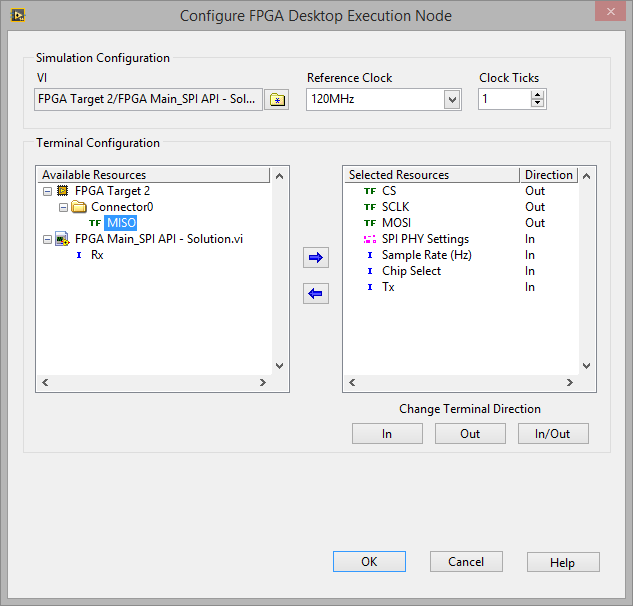 Configure FPGA Desktop Execution Node
Simulation Configuration
VI
Reference Clock
Clock Ticks
FPGA Target 2/FPGA Main_SPI API - Sol...
120MHz
1
Terminal Configuration
Available Resources
FPGA Target 2
Connector0
TF MISO
FPGA Main_SPI API - Solution.vi
I Rx
Selected Resources Direction
TF CS Out
TF SCLK Out
TF MOSI Out
SPI PHY Settings In
I Sample Rate (Hz) In
I Chip Select In
I Tx In
Change Terminal Direction
In
Out
In/Out
OK
Cancel
Help